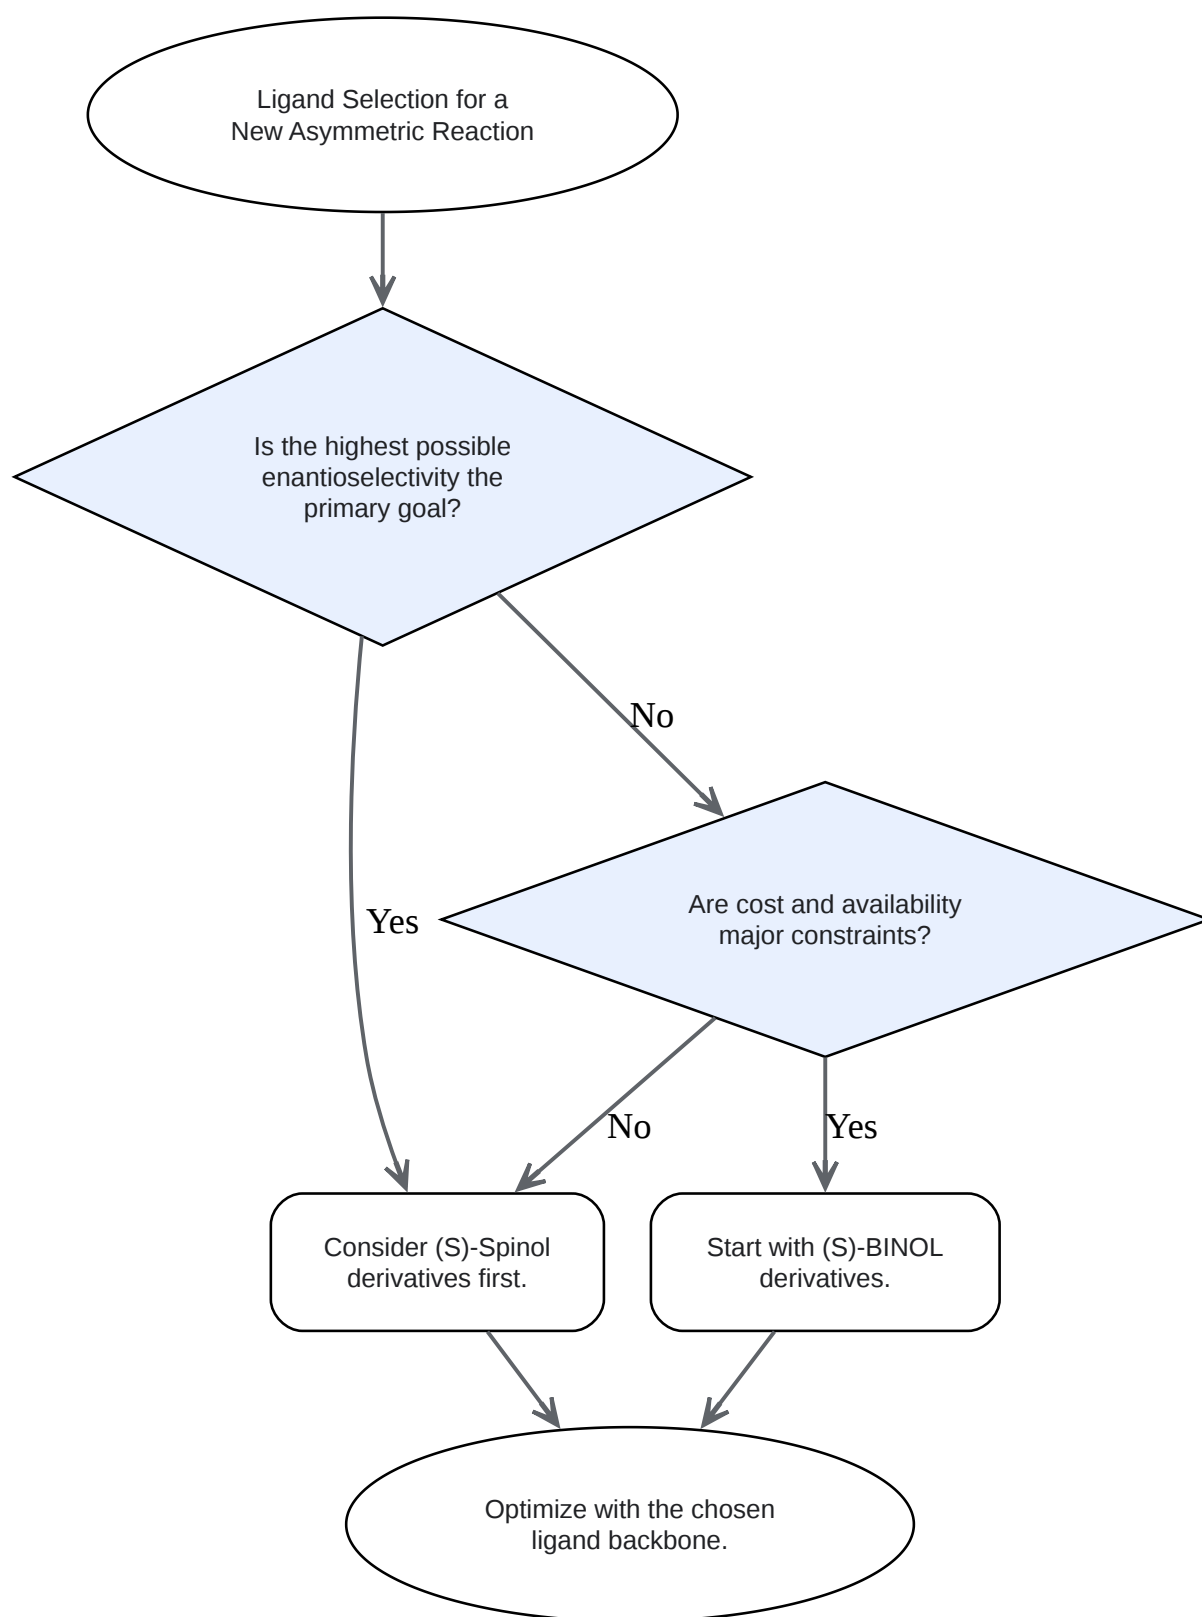 Ligand Selection for a
New Asymmetric Reaction
Is the highest possible
enantioselectivity the
primary goal?
No
Are cost and availability
major constraints?
Yes
No
Yes
Consider (S)-Spinol
derivatives first.
Start with (S)-BINOL
derivatives.
Optimize with the chosen
ligand backbone.